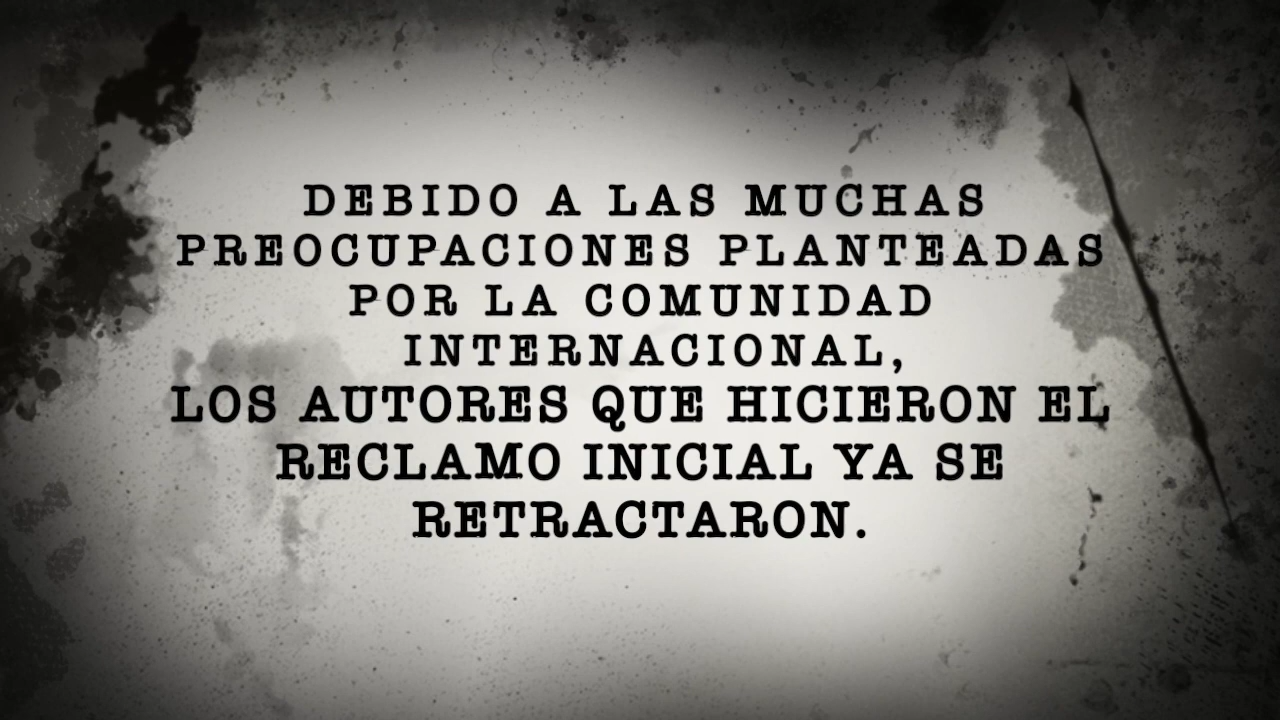 DEBIDO A LAS MUCHAS
PREOCUPACIONES PLANTEADAS
POR LA COMUNIDAD
INTERNACIONAL,
LOS AUTORES QUE HICIERON EL
RECLAMO INICIAL YA SE
RETRACTARON.